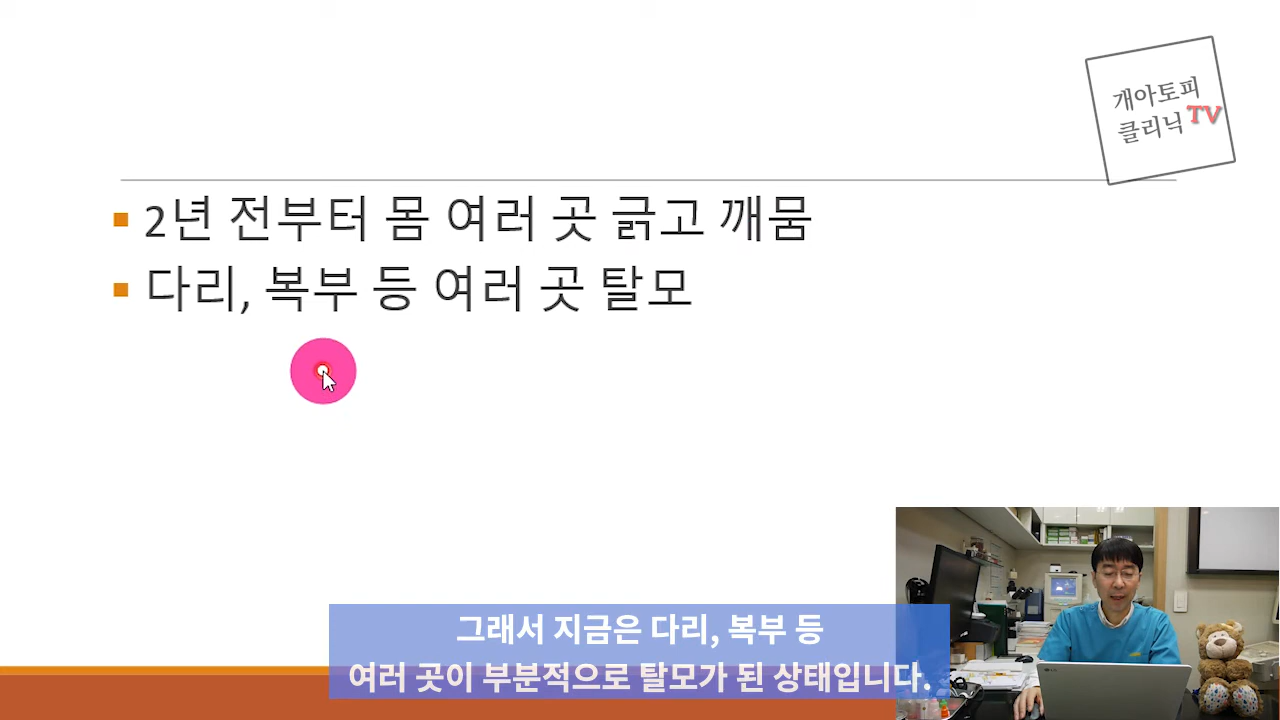 개아토피
클리닉 TV
2년 전부터 몸 여러 곳 긁고 깨뭄
다리, 복부 등 여러 곳 탈모
그래서 지금은 다리, 복부 등
여러 곳이 부분적으로 탈모가 된 상태입니다.